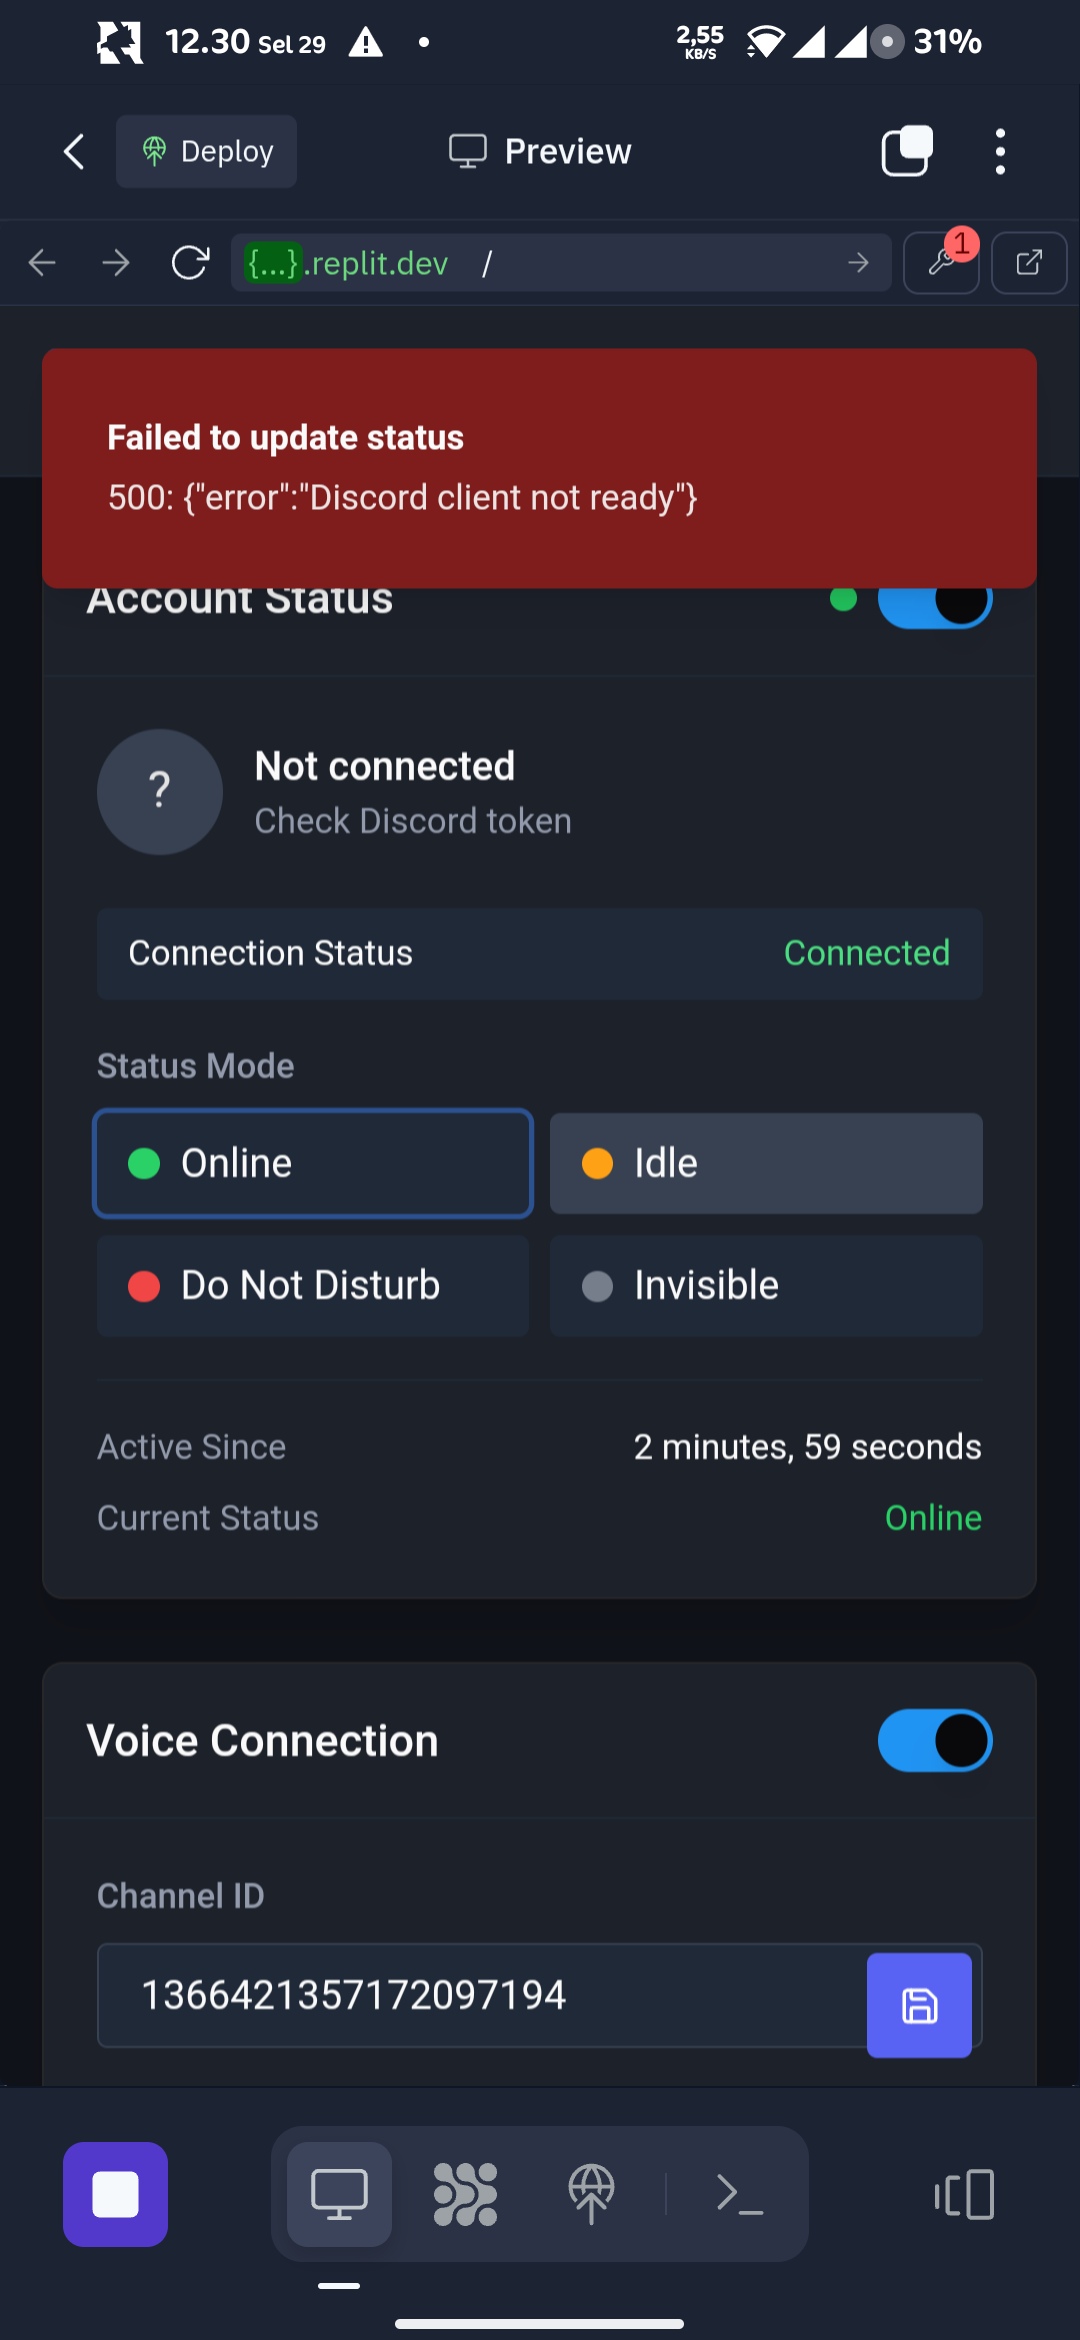 12.30 Sel 29
2,55 KB/S
31%
Deploy
Preview
{...}.replit.dev /
1
Failed to update status
500: {"error":"Discord client not ready"}
Account Status
?
Not connected
Check Discord token
Connection Status Connected
Status Mode
Online
Idle
Do Not Disturb
Invisible
Active Since 2 minutes, 59 seconds
Current Status Online
Voice Connection
Channel ID
1366421357172097194